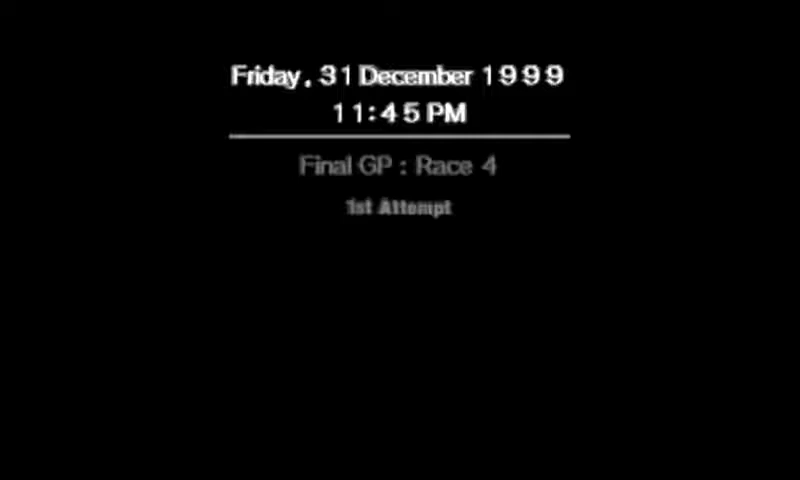 Friday, 31 December 1999
11:45 PM
Final GP : Race 4
1st Attempt